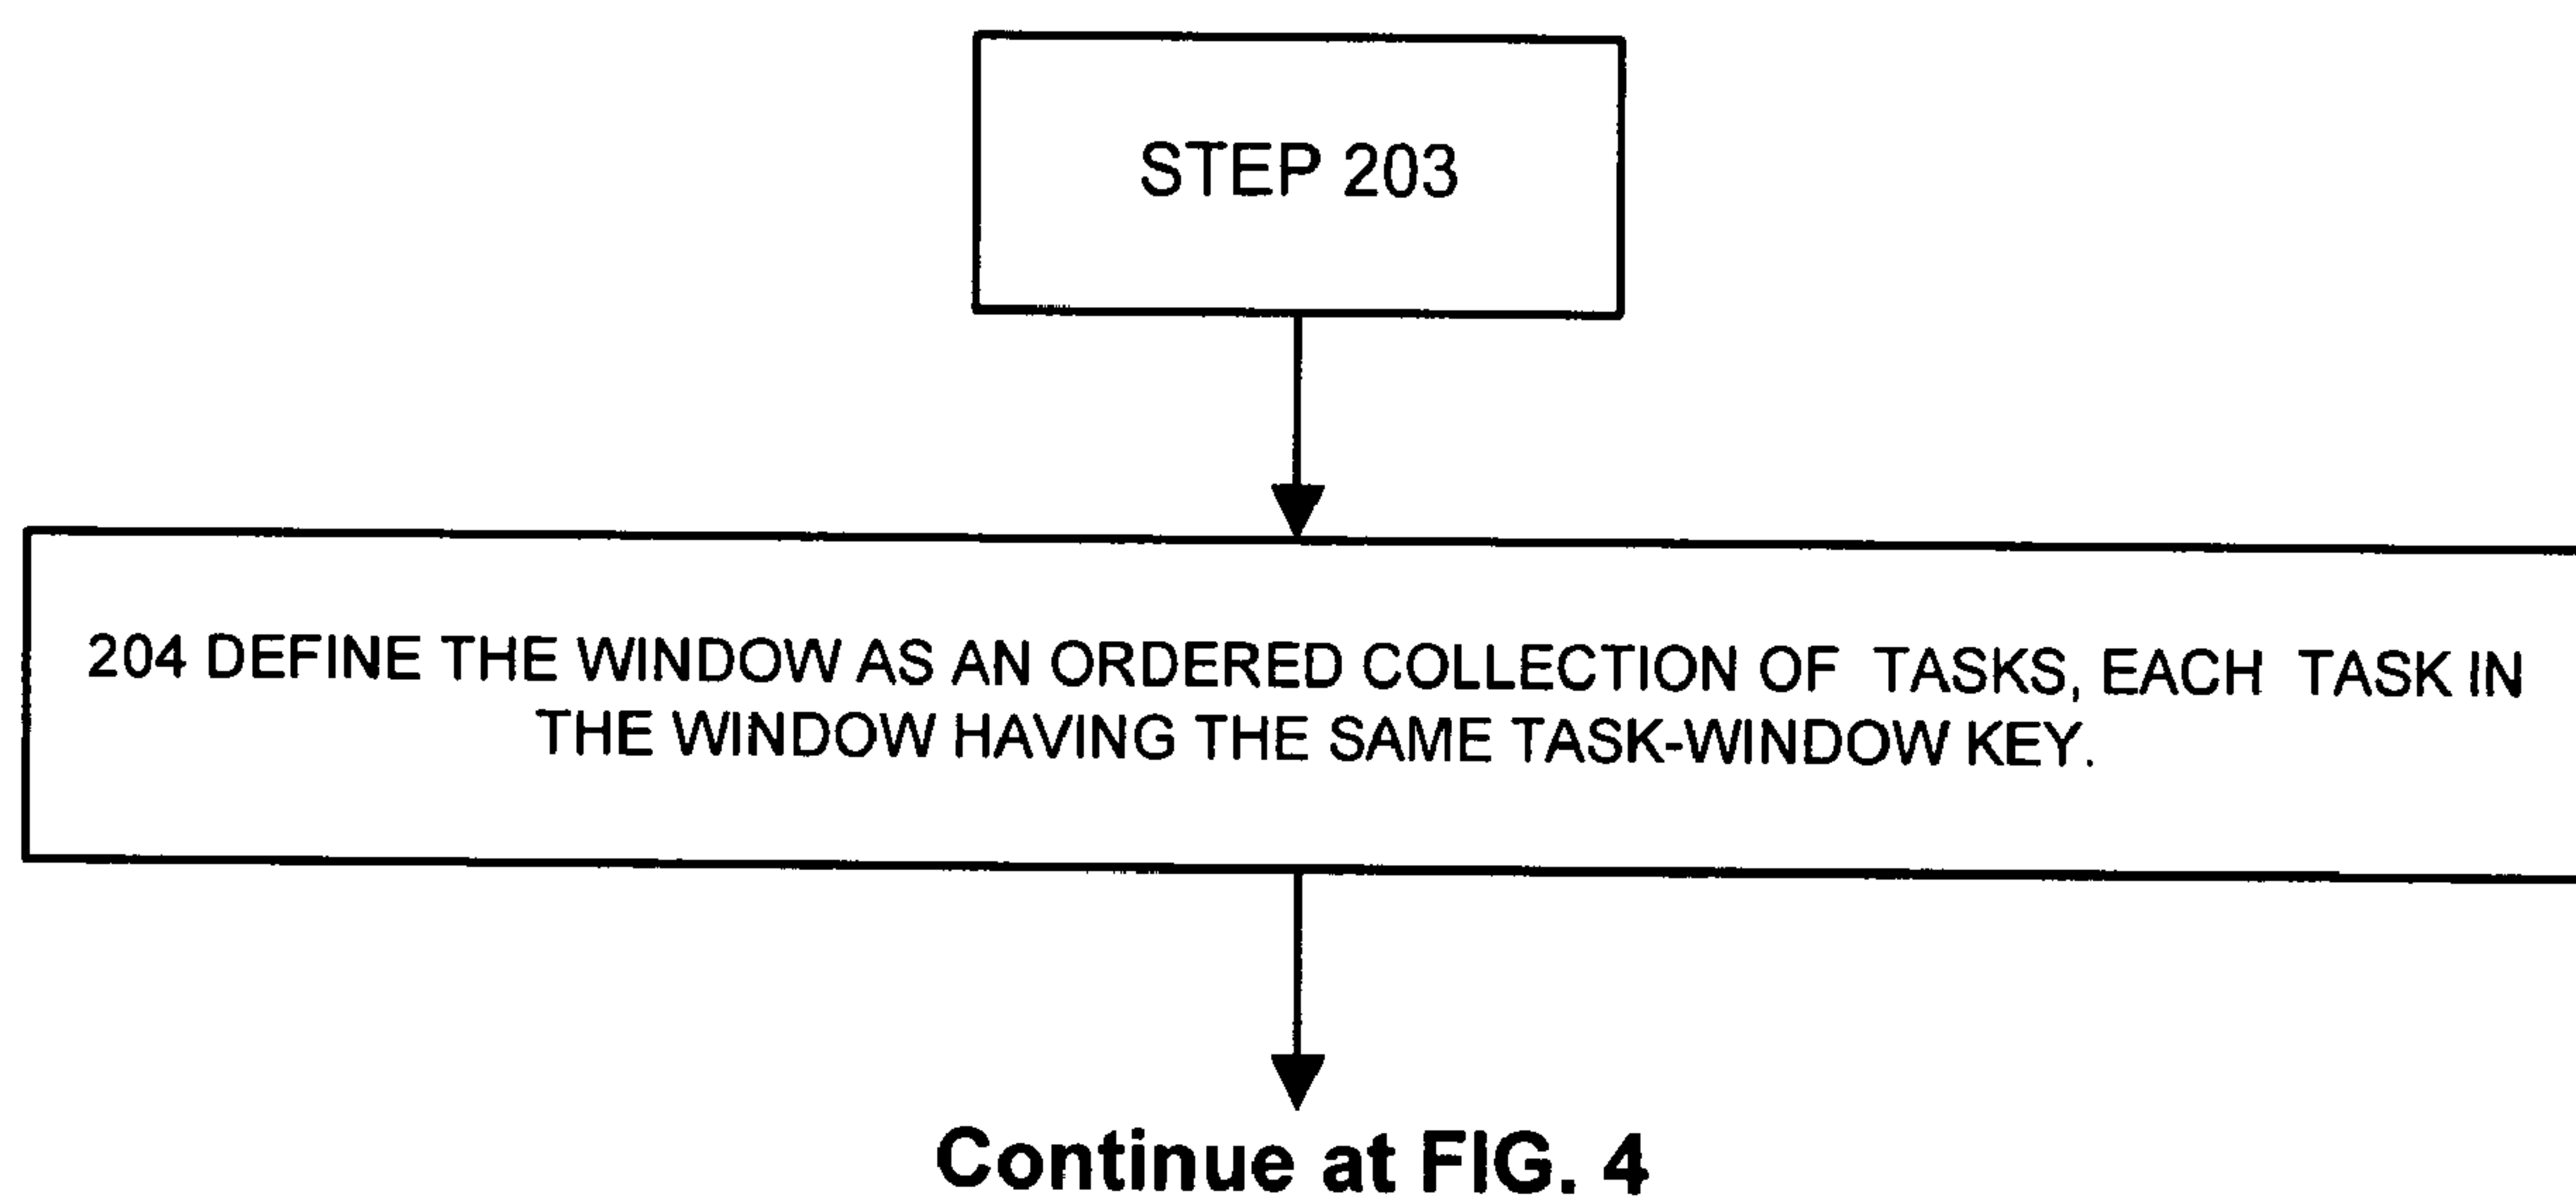 STEP 203
204 DEFINE THE WINDOW AS AN ORDERED COLLECTION OF TASKS, EACH TASK IN
THE WINDOW HAVING THE SAME TASK-WINDOW KEY.
Continue at FIG. 4